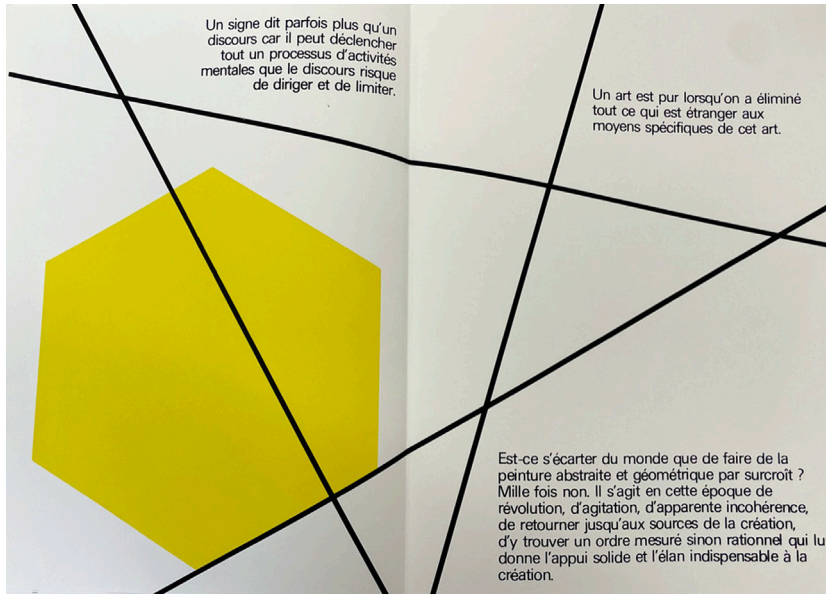 Un signe dit parfois plus qu'un
discours car il peut déclencher
tout un processus d'activités
mentales que le discours risque
de diriger et de limiter.
Un art est pur lorsqu'on a éliminé
tout ce qui est étranger aux
moyens spécifiques de cet art.
Est-ce s'écarter du monde que de faire de la
peinture abstraite et géométrique par surcroît ?
Mille fois non. Il s'agit en cette époque de
révolution, d'agitation, d'apparente incohérence,
de retourner jusqu'aux sources de la création,
d'y trouver un ordre mesuré sinon rationnel qui lu
donne l'appui solide et l'élan indispensable à la
création.